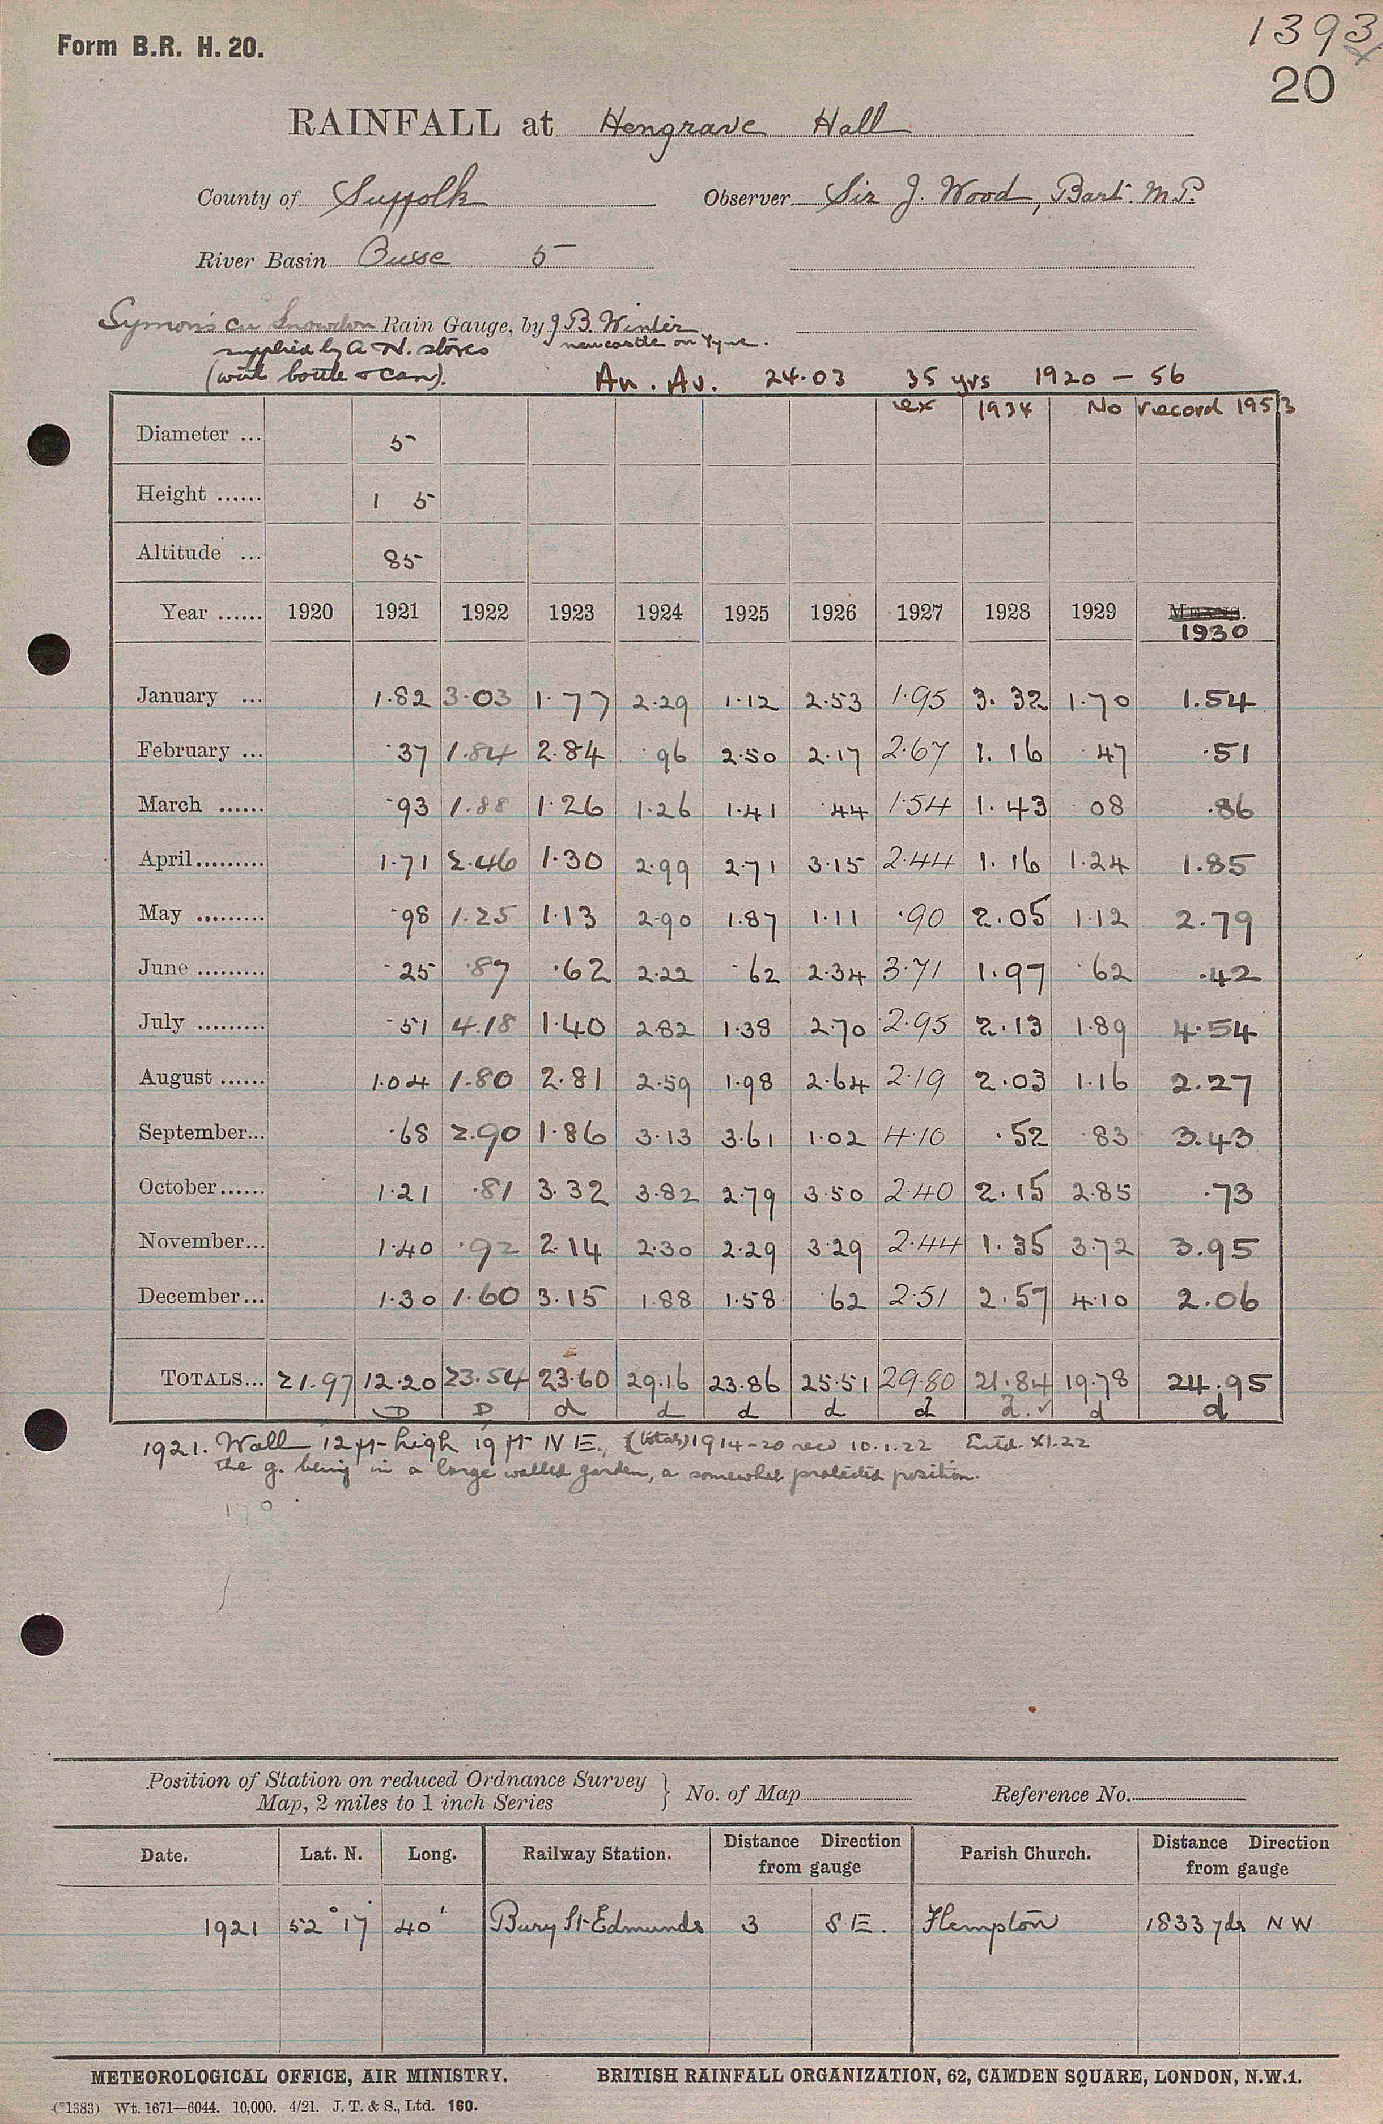 Form B.R. H. 20.
1393
20
RAINFALL at Hengrave Hall
County of Suffolk Observer Sir J. Wood, Bart. M.P.
River Basin Ouse 5
Symon's Snowdon Rain Gauge, by J B. Winter
supplied by A N. stores newcastle on Tyne.
(with bottle & can). An. Av. 24.03 35 yrs 1920 - 56
ex 1934 No record 1953
Diameter ... 5
Height ...... 1 5
Altitude ... 85
Year ...... 1920 1921 1922 1923 1924 1925 1926 1927 1928 1929 MEANS. 1930
January ... 1.82 3.03 1.77 2.29 1.12 2.53 1.95 3.32 1.70 1.54
February ... .37 1.84 2.84 .96 2.50 2.17 2.67 1.16 .47 .51
March ...... .93 1.88 1.26 1.26 1.41 .44 1.54 1.43 08 .86
April......... 1.71 2.46 1.30 2.99 2.71 3.15 2.44 1.16 1.24 1.85
May ......... .98 1.25 1.13 2.90 1.87 1.11 .90 2.05 1.12 2.79
June ......... .25 .87 .62 2.22 .62 2.34 3.71 1.97 .62 .42
July ......... .51 4.18 1.40 2.82 1.38 2.70 2.95 2.13 1.89 4.54
August ...... 1.04 1.80 2.81 2.59 1.98 2.64 2.19 2.03 1.16 2.27
September... .68 2.90 1.86 3.13 3.61 1.02 4.10 .52 .83 3.43
October...... 1.21 .81 3.32 3.82 2.79 3.50 2.40 2.15 2.85 .73
November... 1.40 .92 2.14 2.30 2.29 3.29 2.44 1.35 3.72 3.95
December... 1.30 1.60 3.15 1.88 1.58 .62 2.51 2.57 4.10 2.06
TOTALS... 21.97 12.20 23.54 23.60 29.16 23.86 25.51 29.80 21.84 19.78 24.95
D D d d d d d d. ✓ d d
1921. Wall 12 ft high 19 ft N E. (totals) 1914-20 recd 10.1.22 Entd. XI.22
The g. being in a large walled garden, a somewhat protected position.
Position of Station on reduced Ordnance Survey
Map, 2 miles to 1 inch Series } No. of Map Reference No.
Date. Lat. N. Long. Railway Station. Distance Direction from gauge Parish Church. Distance Direction from gauge
1921 52° 17' 40' Bury St Edmunds 3 S E. Flempton 1833 yds N W
METEOROLOGICAL OFFICE, AIR MINISTRY. BRITISH RAINFALL ORGANIZATION, 62, CAMDEN SQUARE, LONDON, N.W.1.
(*1383) Wt. 1671—6044. 10,000. 4/21. J. T. & S., Ltd. 160.